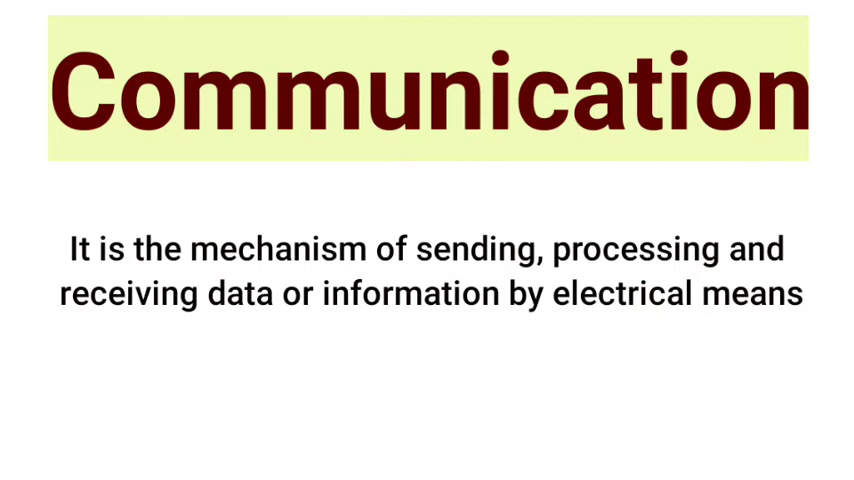 Communication
It is the mechanism of sending, processing and
receiving data or information by electrical means